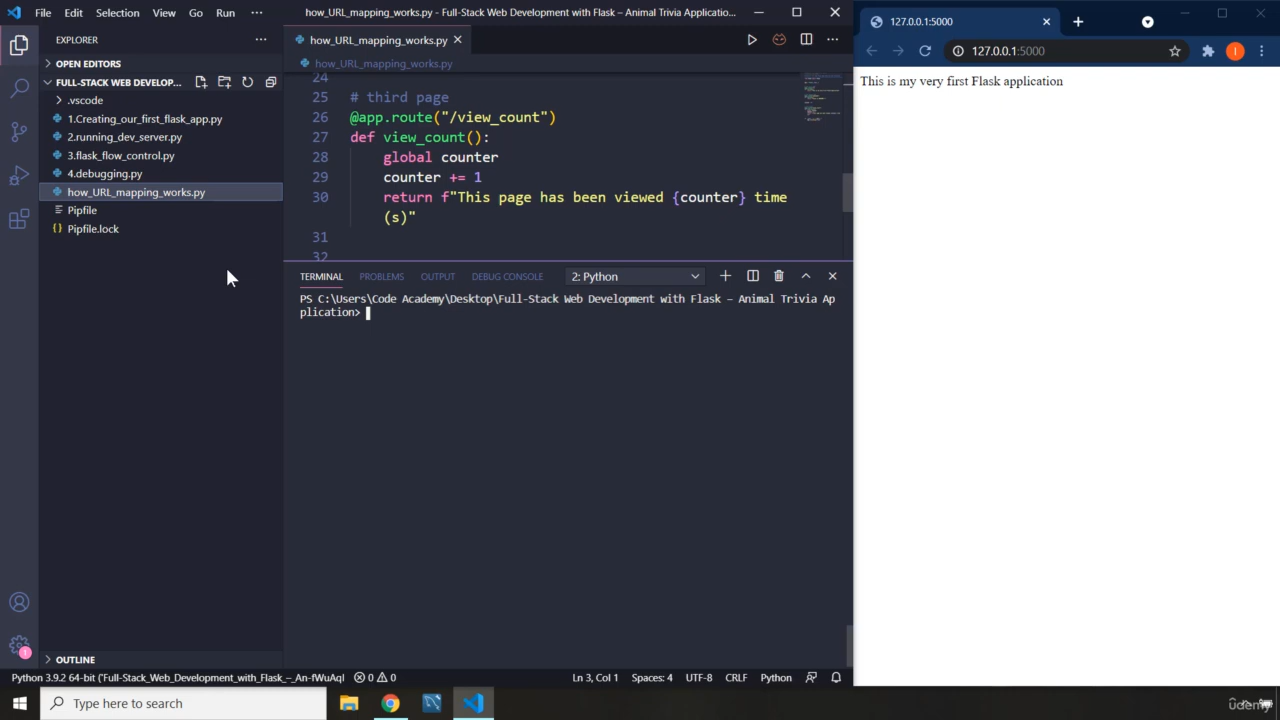 File Edit Selection View Go Run ··· how_URL_mapping_works.py - Full-Stack Web Development with Flask – Animal Trivia Applicatio...
127.0.0.1:5000
EXPLORER
how_URL_mapping_works.py
127.0.0.1:5000
OPEN EDITORS
how_URL_mapping_works.py
FULL-STACK WEB DEVELOP...
.vscode
1.Creating_our_first_flask_app.py
2.running_dev_server.py
3.flask_flow_control.py
4.debugging.py
how_URL_mapping_works.py
Pipfile
Pipfile.lock
24
25 # third page
26 @app.route("/view_count")
27 def view_count():
28 global counter
29 counter += 1
30 return f"This page has been viewed {counter} time
(s)"
31
32
This is my very first Flask application
TERMINAL PROBLEMS OUTPUT DEBUG CONSOLE 2: Python
PS C:\Users\Code Academy\Desktop\Full-Stack Web Development with Flask – Animal Trivia Ap
plication>
OUTLINE
1
Python 3.9.2 64-bit ('Full-Stack_Web_Development_with_Flask_–_An-fWuAqI 0 0 Ln 3, Col 1 Spaces: 4 UTF-8 CRLF Python
Type here to search
udemy